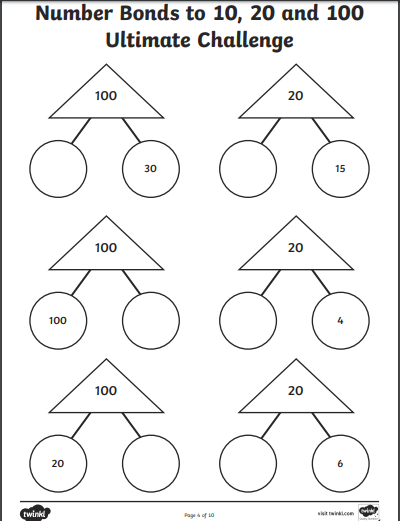 Number Bonds to 10, 20 and 100
Ultimate Challenge
100
20
30
15
100
20
100
4
100
20
20
6
twinkl
Page 4 of 10
visit twinkl.com
twinkl